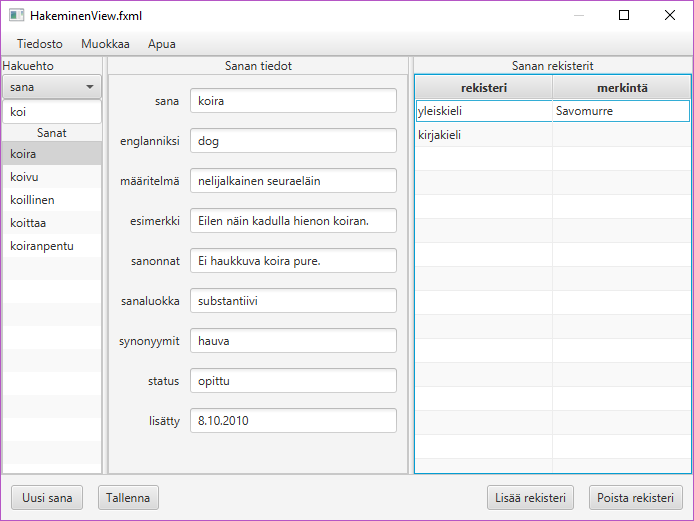 HakeminenView.fxml
Tiedosto Muokkaa Apua
Hakuehto
sana
koi
Sanat
koira
koivu
koillinen
koittaa
koiranpentu
Sanan tiedot
sana koira
englanniksi dog
määritelmä nelijalkainen seuraeläin
esimerkki Eilen näin kadulla hienon koiran.
sanonnat Ei haukkuva koira pure.
sanaluokka substantiivi
synonyymit hauva
status opittu
lisätty 8.10.2010
Sanan rekisterit
rekisteri merkintä
yleiskieli Savomurre
kirjakieli
Uusi sana Tallenna Lisää rekisteri Poista rekisteri